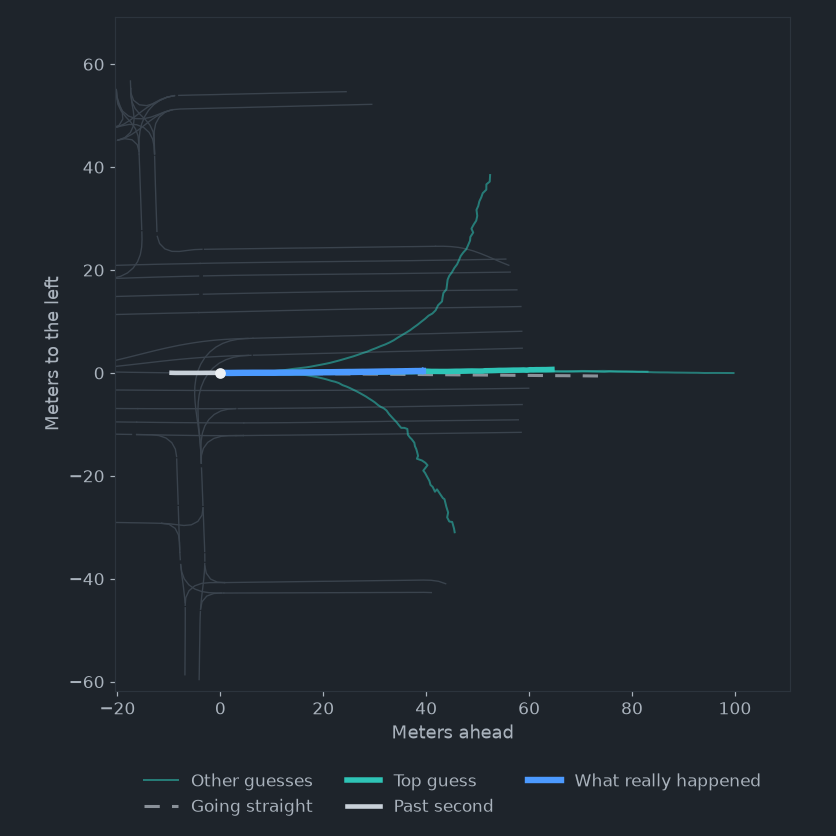 60
40
20
0
−20
−40
−60
Meters to the left
−20 0 20 40 60 80 100
Meters ahead
Other guesses Top guess What really happened
Going straight Past second